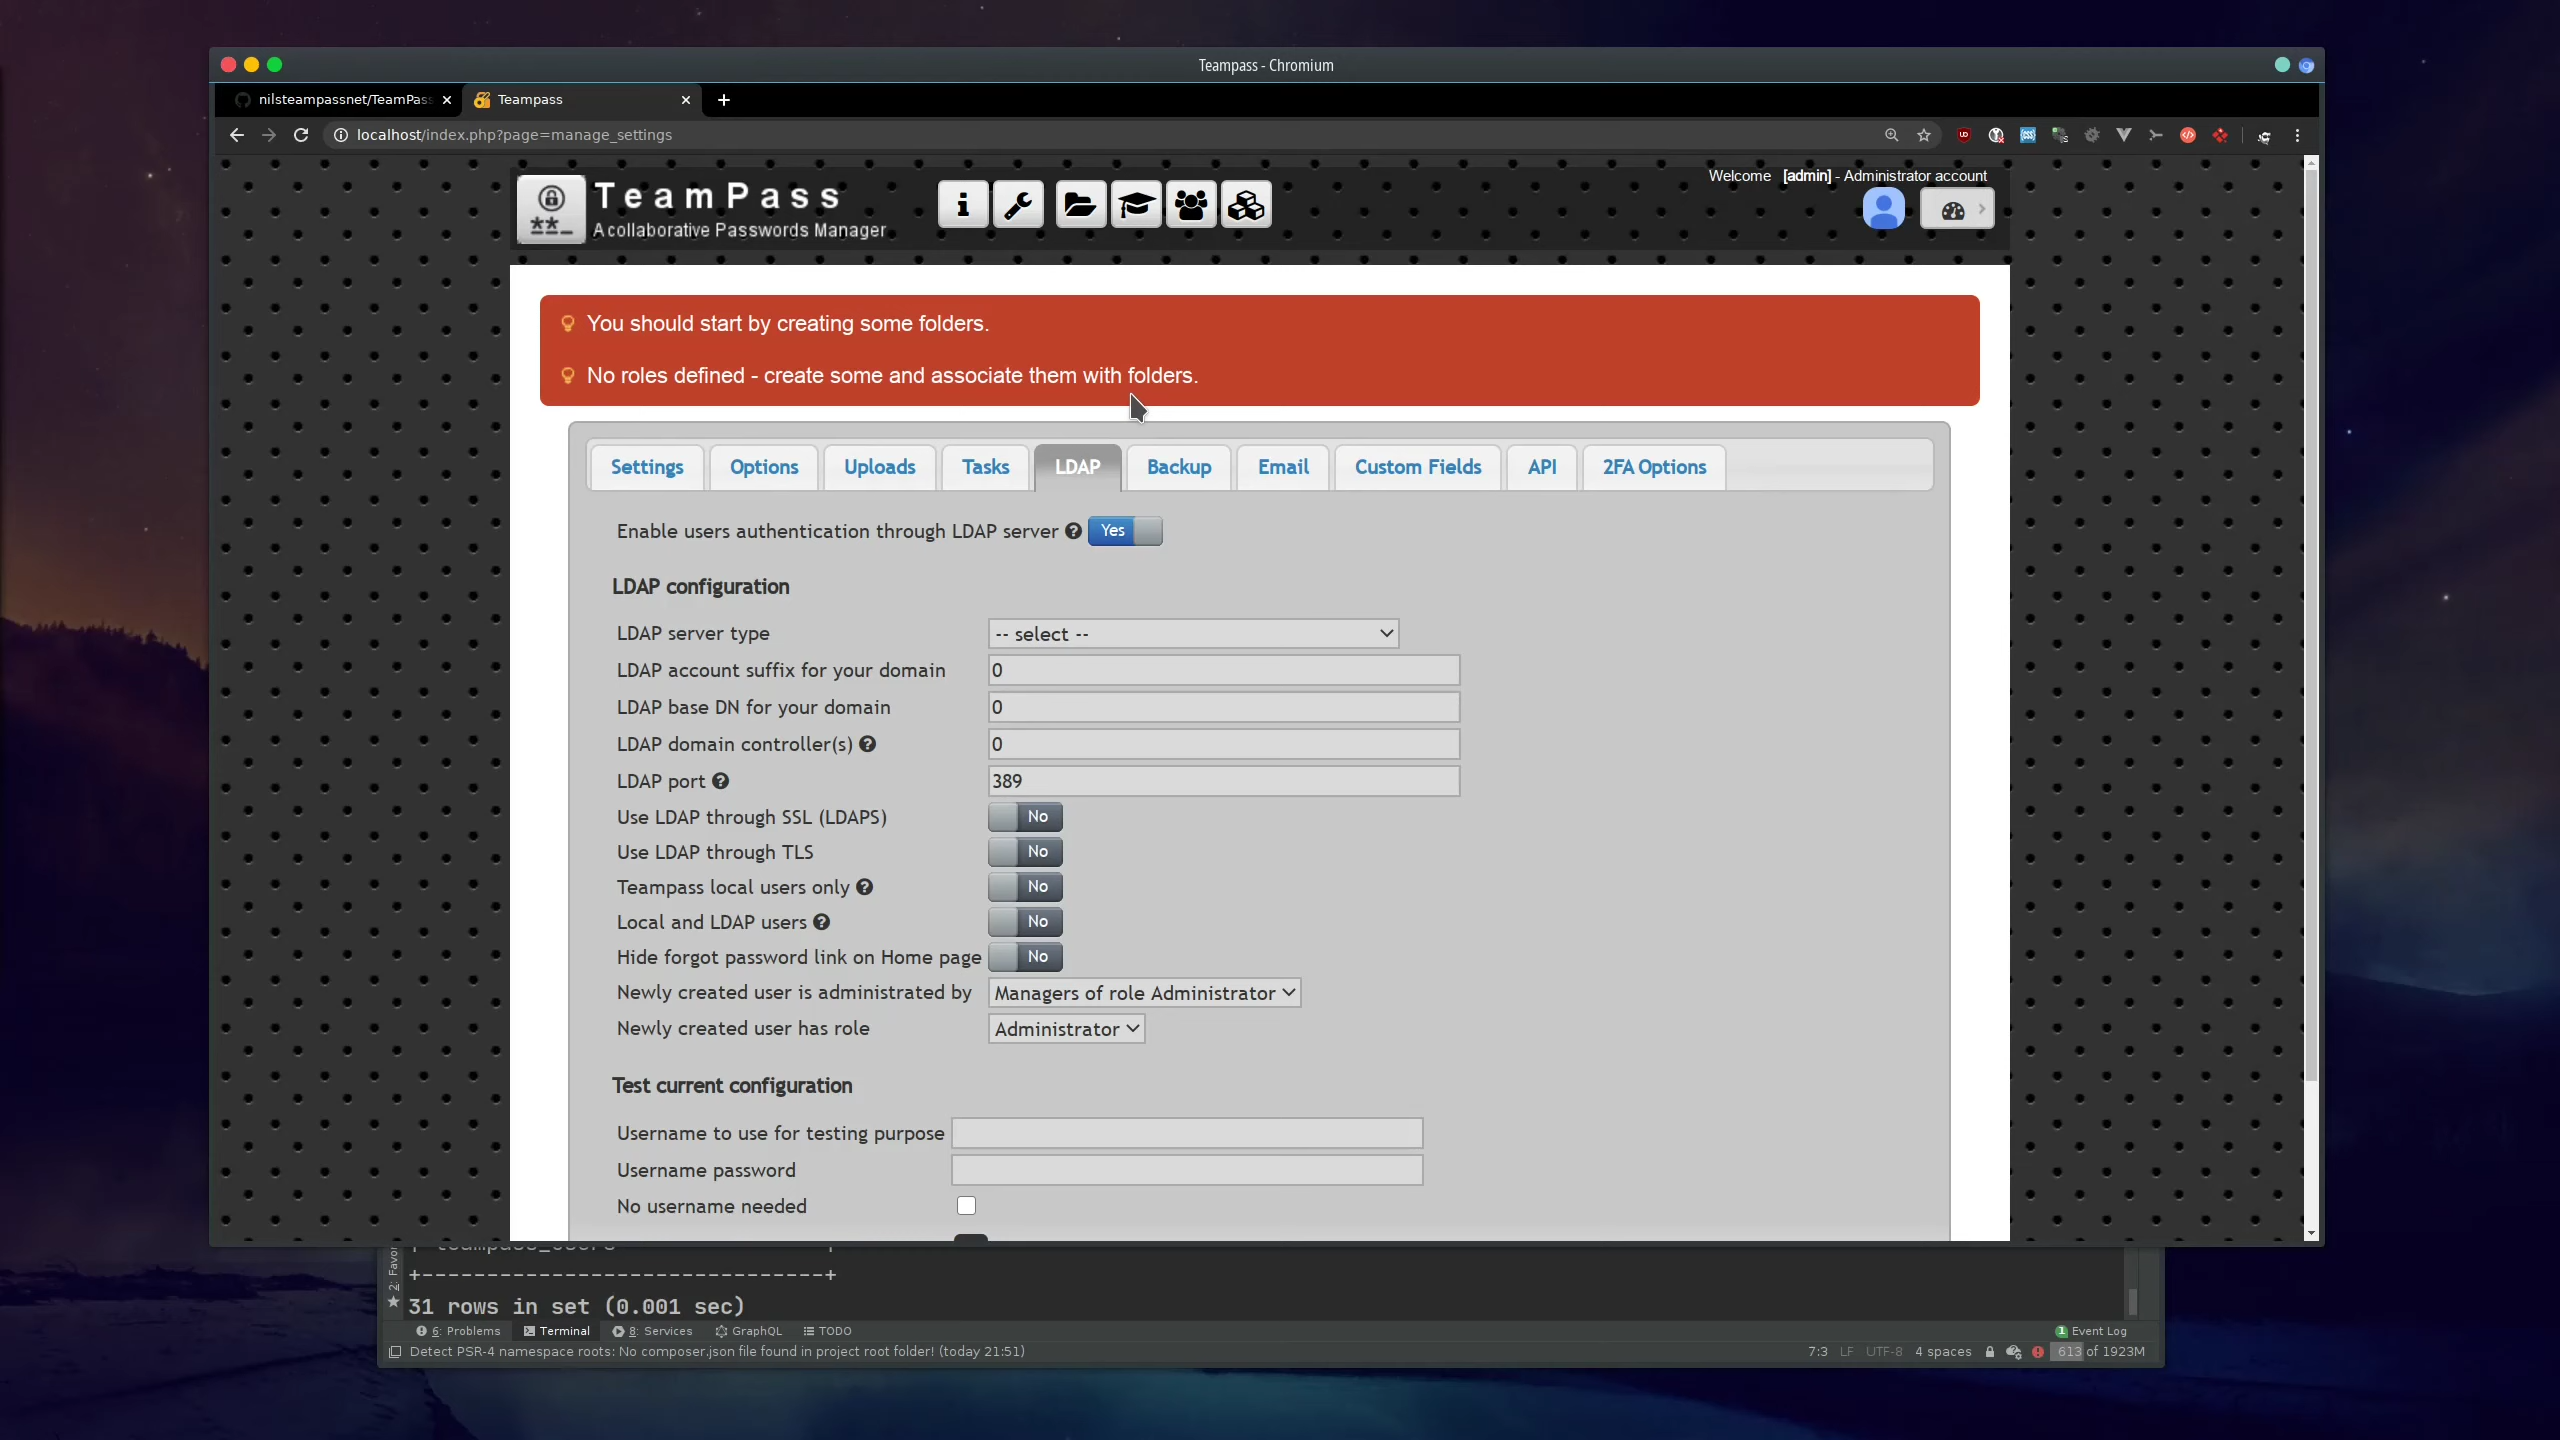 Teampass - Chromium
nilsteampassnet/TeamPass
Teampass
localhost/index.php?page=manage_settings
Welcome [admin] - Administrator account
TeamPass
A collaborative Passwords Manager
You should start by creating some folders.
No roles defined - create some and associate them with folders.
Settings Options Uploads Tasks LDAP Backup Email Custom Fields API 2FA Options
Enable users authentication through LDAP server Yes
LDAP configuration
LDAP server type -- select --
LDAP account suffix for your domain 0
LDAP base DN for your domain 0
LDAP domain controller(s) 0
LDAP port 389
Use LDAP through SSL (LDAPS) No
Use LDAP through TLS No
Teampass local users only No
Local and LDAP users No
Hide forgot password link on Home page No
Newly created user is administrated by Managers of role Administrator
Newly created user has role Administrator
Test current configuration
Username to use for testing purpose
Username password
No username needed
+-------------------------------+
31 rows in set (0.001 sec)
6: Problems Terminal 8: Services GraphQL TODO 1 Event Log
Detect PSR-4 namespace roots: No composer.json file found in project root folder! (today 21:51) 7:3 LF UTF-8 4 spaces 613 of 1923M